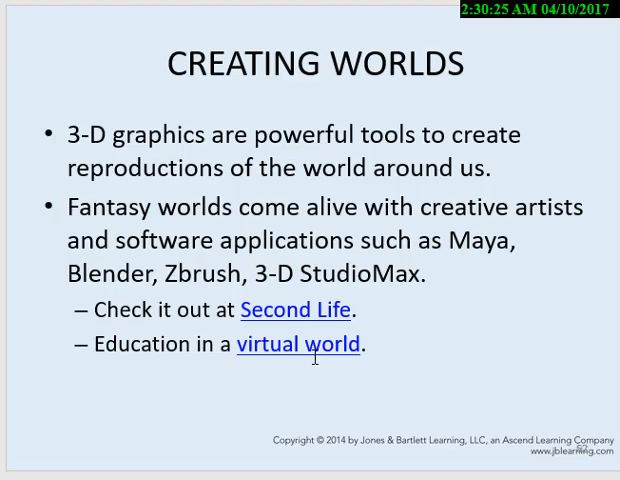 2:30:25 AM 04/10/2017
CREATING WORLDS
• 3-D graphics are powerful tools to create
reproductions of the world around us.
• Fantasy worlds come alive with creative artists
and software applications such as Maya,
Blender, Zbrush, 3-D StudioMax.
– Check it out at Second Life.
– Education in a virtual world.
Copyright © 2014 by Jones & Bartlett Learning, LLC, an Ascend Learning Company
www.jblearning.com